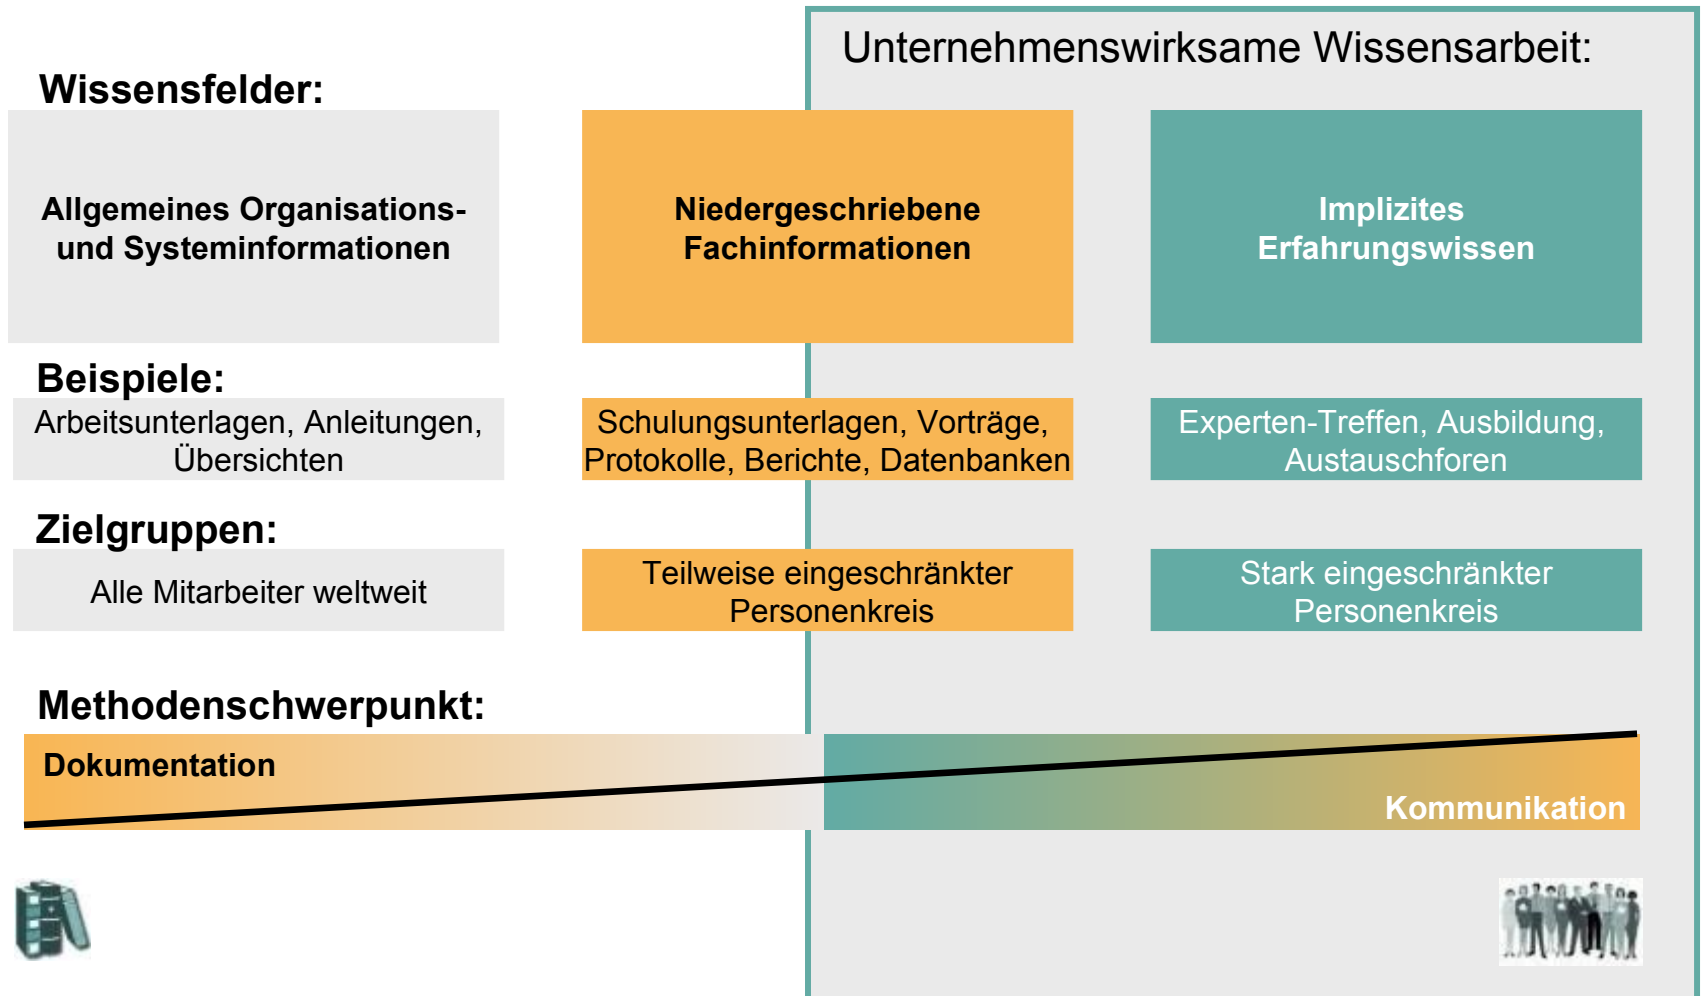 Unternehmenswirksame Wissensarbeit:
Wissensfelder:
Allgemeines Organisations-
und Systeminformationen
Niedergeschriebene
Fachinformationen
Implizites
Erfahrungswissen
Beispiele:
Arbeitsunterlagen, Anleitungen,
Übersichten
Schulungsunterlagen, Vorträge,
Protokolle, Berichte, Datenbanken
Experten-Treffen, Ausbildung,
Austauschforen
Zielgruppen:
Alle Mitarbeiter weltweit
Teilweise eingeschränkter
Personenkreis
Stark eingeschränkter
Personenkreis
Methodenschwerpunkt:
Dokumentation
Kommunikation